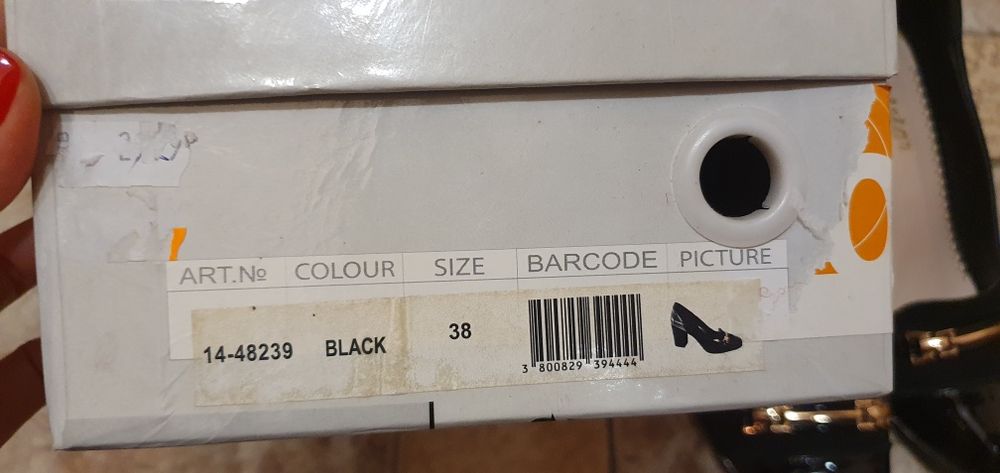 ART.№ COLOUR SIZE BARCODE PICTURE
14-48239 BLACK 38
3 800829 394444